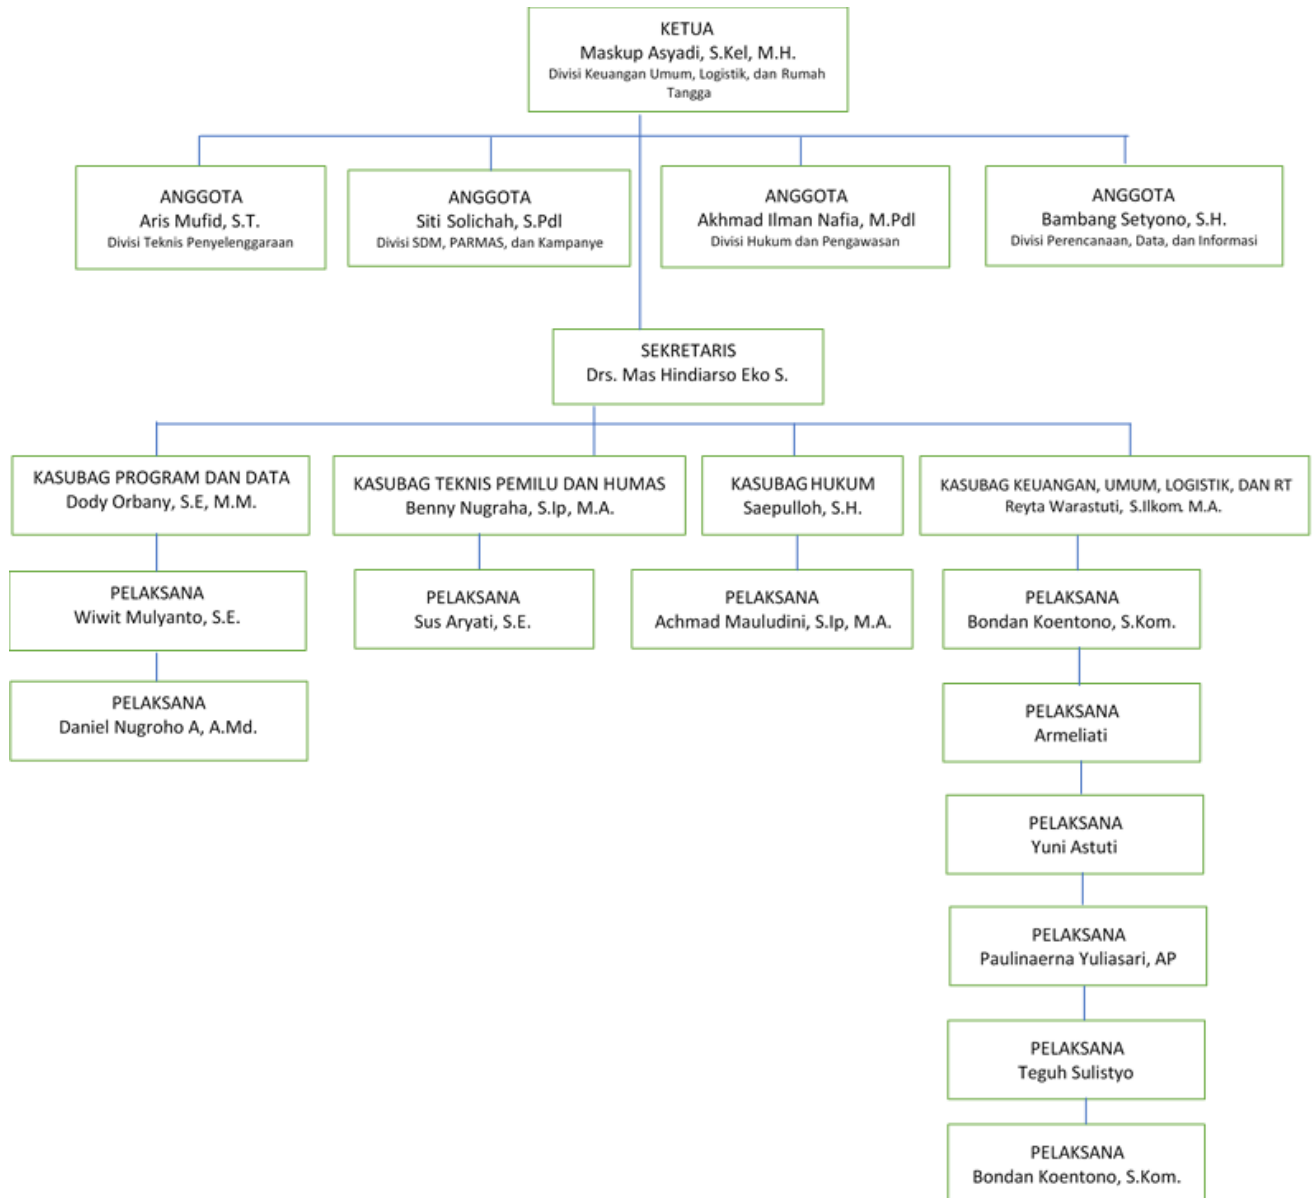 KETUA
Maskup Asyadi, S.Kel, M.H.
Divisi Keuangan Umum, Logistik, dan Rumah
Tangga
ANGGOTA
Aris Mufid, S.T.
Divisi Teknis Penyelenggaraan
ANGGOTA
Siti Solichah, S.PdI
Divisi SDM, PARMAS, dan Kampanye
ANGGOTA
Akhmad Ilman Nafia, M.PdI
Divisi Hukum dan Pengawasan
ANGGOTA
Bambang Setyono, S.H.
Divisi Perencanaan, Data, dan Informasi
SEKRETARIS
Drs. Mas Hindiarso Eko S.
KASUBAG PROGRAM DAN DATA
Dody Orbany, S.E, M.M.
KASUBAG TEKNIS PEMILU DAN HUMAS
Benny Nugraha, S.Ip, M.A.
KASUBAG HUKUM
Saepulloh, S.H.
KASUBAG KEUANGAN, UMUM, LOGISTIK, DAN RT
Reyta Warastuti, S.Ilkom. M.A.
PELAKSANA
Wiwit Mulyanto, S.E.
PELAKSANA
Sus Aryati, S.E.
PELAKSANA
Achmad Mauludini, S.Ip, M.A.
PELAKSANA
Bondan Koentono, S.Kom.
PELAKSANA
Daniel Nugroho A, A.Md.
PELAKSANA
Armeliati
PELAKSANA
Yuni Astuti
PELAKSANA
Paulinaerna Yuliasari, AP
PELAKSANA
Teguh Sulistyo
PELAKSANA
Bondan Koentono, S.Kom.